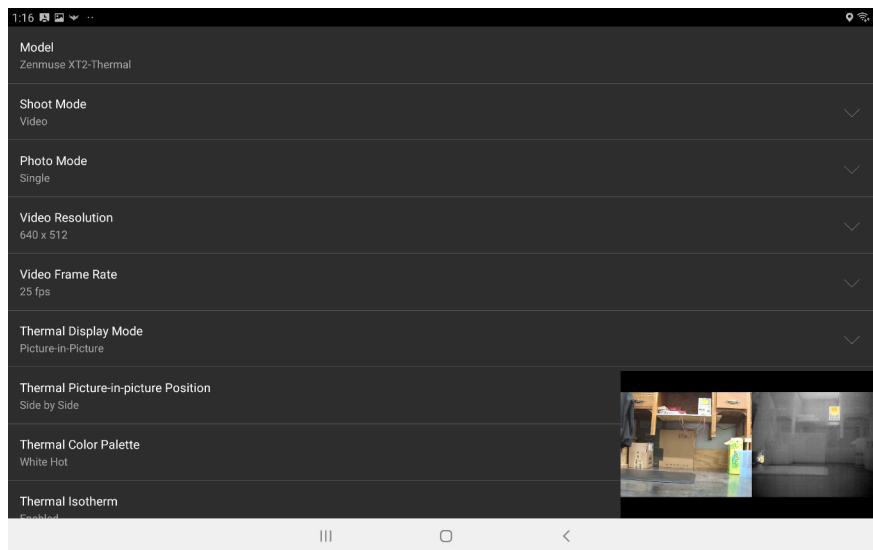 1:16
Model
Zenmuse XT2-Thermal
Shoot Mode
Video
Photo Mode
Single
Video Resolution
640 x 512
Video Frame Rate
25 fps
Thermal Display Mode
Picture-in-Picture
Thermal Picture-in-picture Position
Side by Side
Thermal Color Palette
White Hot
Thermal Isotherm
Enabled